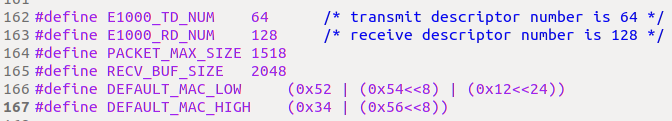 162 #define E1000_TD_NUM    64      /* transmit descriptor number is 64 */
163 #define E1000_RD_NUM    128     /* receive descriptor number is 128 */
164 #define PACKET_MAX_SIZE 1518
165 #define RECV_BUF_SIZE   2048
166 #define DEFAULT_MAC_LOW     (0x52 | (0x54<<8) | (0x12<<24))
167 #define DEFAULT_MAC_HIGH    (0x34 | (0x56<<8))